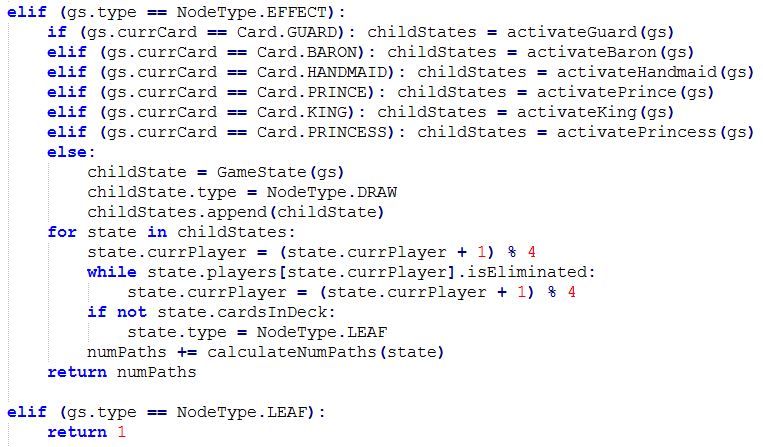 elif (gs.type == NodeType.EFFECT):
    if (gs.currCard == Card.GUARD): childStates = activateGuard(gs)
    elif (gs.currCard == Card.BARON): childStates = activateBaron(gs)
    elif (gs.currCard == Card.HANDMAID): childStates = activateHandmaid(gs)
    elif (gs.currCard == Card.PRINCE): childStates = activatePrince(gs)
    elif (gs.currCard == Card.KING): childStates = activateKing(gs)
    elif (gs.currCard == Card.PRINCESS): childStates = activatePrincess(gs)
    else:
        childState = GameState(gs)
        childState.type = NodeType.DRAW
        childStates.append(childState)
    for state in childStates:
        state.currPlayer = (state.currPlayer + 1) % 4
        while state.players[state.currPlayer].isEliminated:
            state.currPlayer = (state.currPlayer + 1) % 4
        if not state.cardsInDeck:
            state.type = NodeType.LEAF
        numPaths += calculateNumPaths(state)
    return numPaths

elif (gs.type == NodeType.LEAF):
    return 1